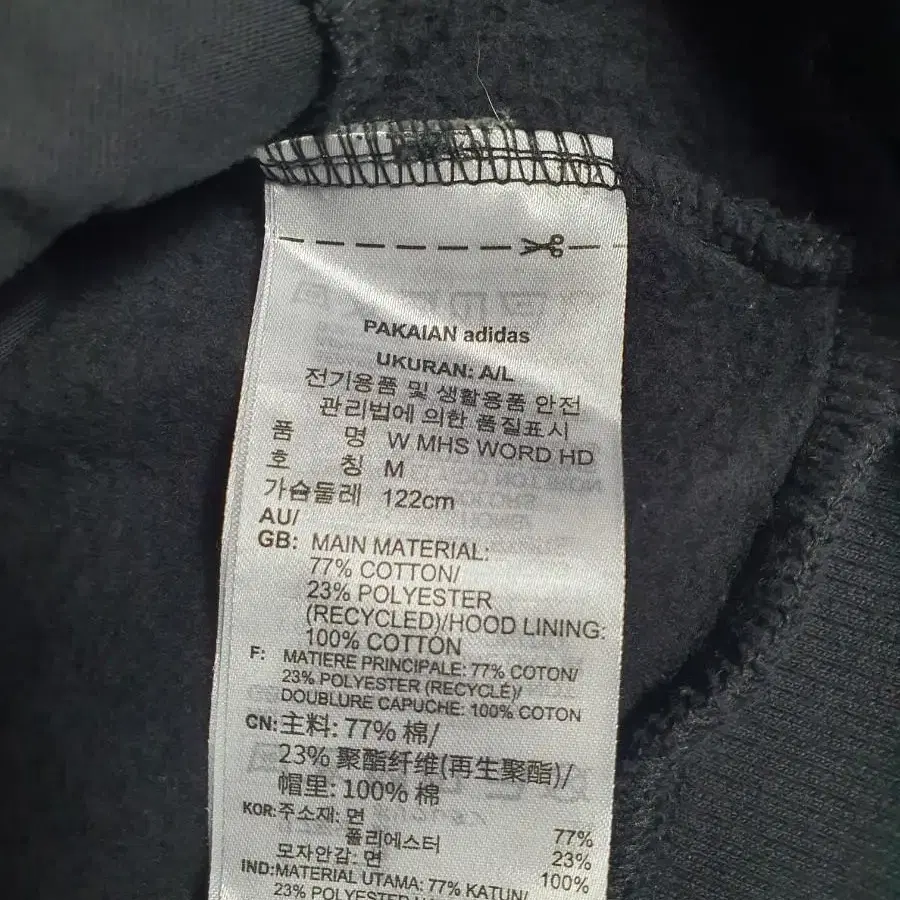 PAKAIAN adidas
UKURAN: A/L
전기용품 및 생활용품 안전
관리법에 의한 품질표시
품 명 W MHS WORD HD
호 칭 M
가슴둘레 122cm
AU/
GB: MAIN MATERIAL:
77% COTTON/
23% POLYESTER
(RECYCLED)/HOOD LINING:
100% COTTON
F: MATIERE PRINCIPALE: 77% COTON/
23% POLYESTER (RECYCLÉ)/
DOUBLURE CAPUCHE: 100% COTON
CN:主料: 77% 棉/
23% 聚酯纤维(再生聚酯)/
帽里: 100% 棉
KOR:주소재: 면 77%
폴리에스터 23%
모자안감: 면 100%
IND:MATERIAL UTAMA: 77% KATUN/
23% POLYESTER